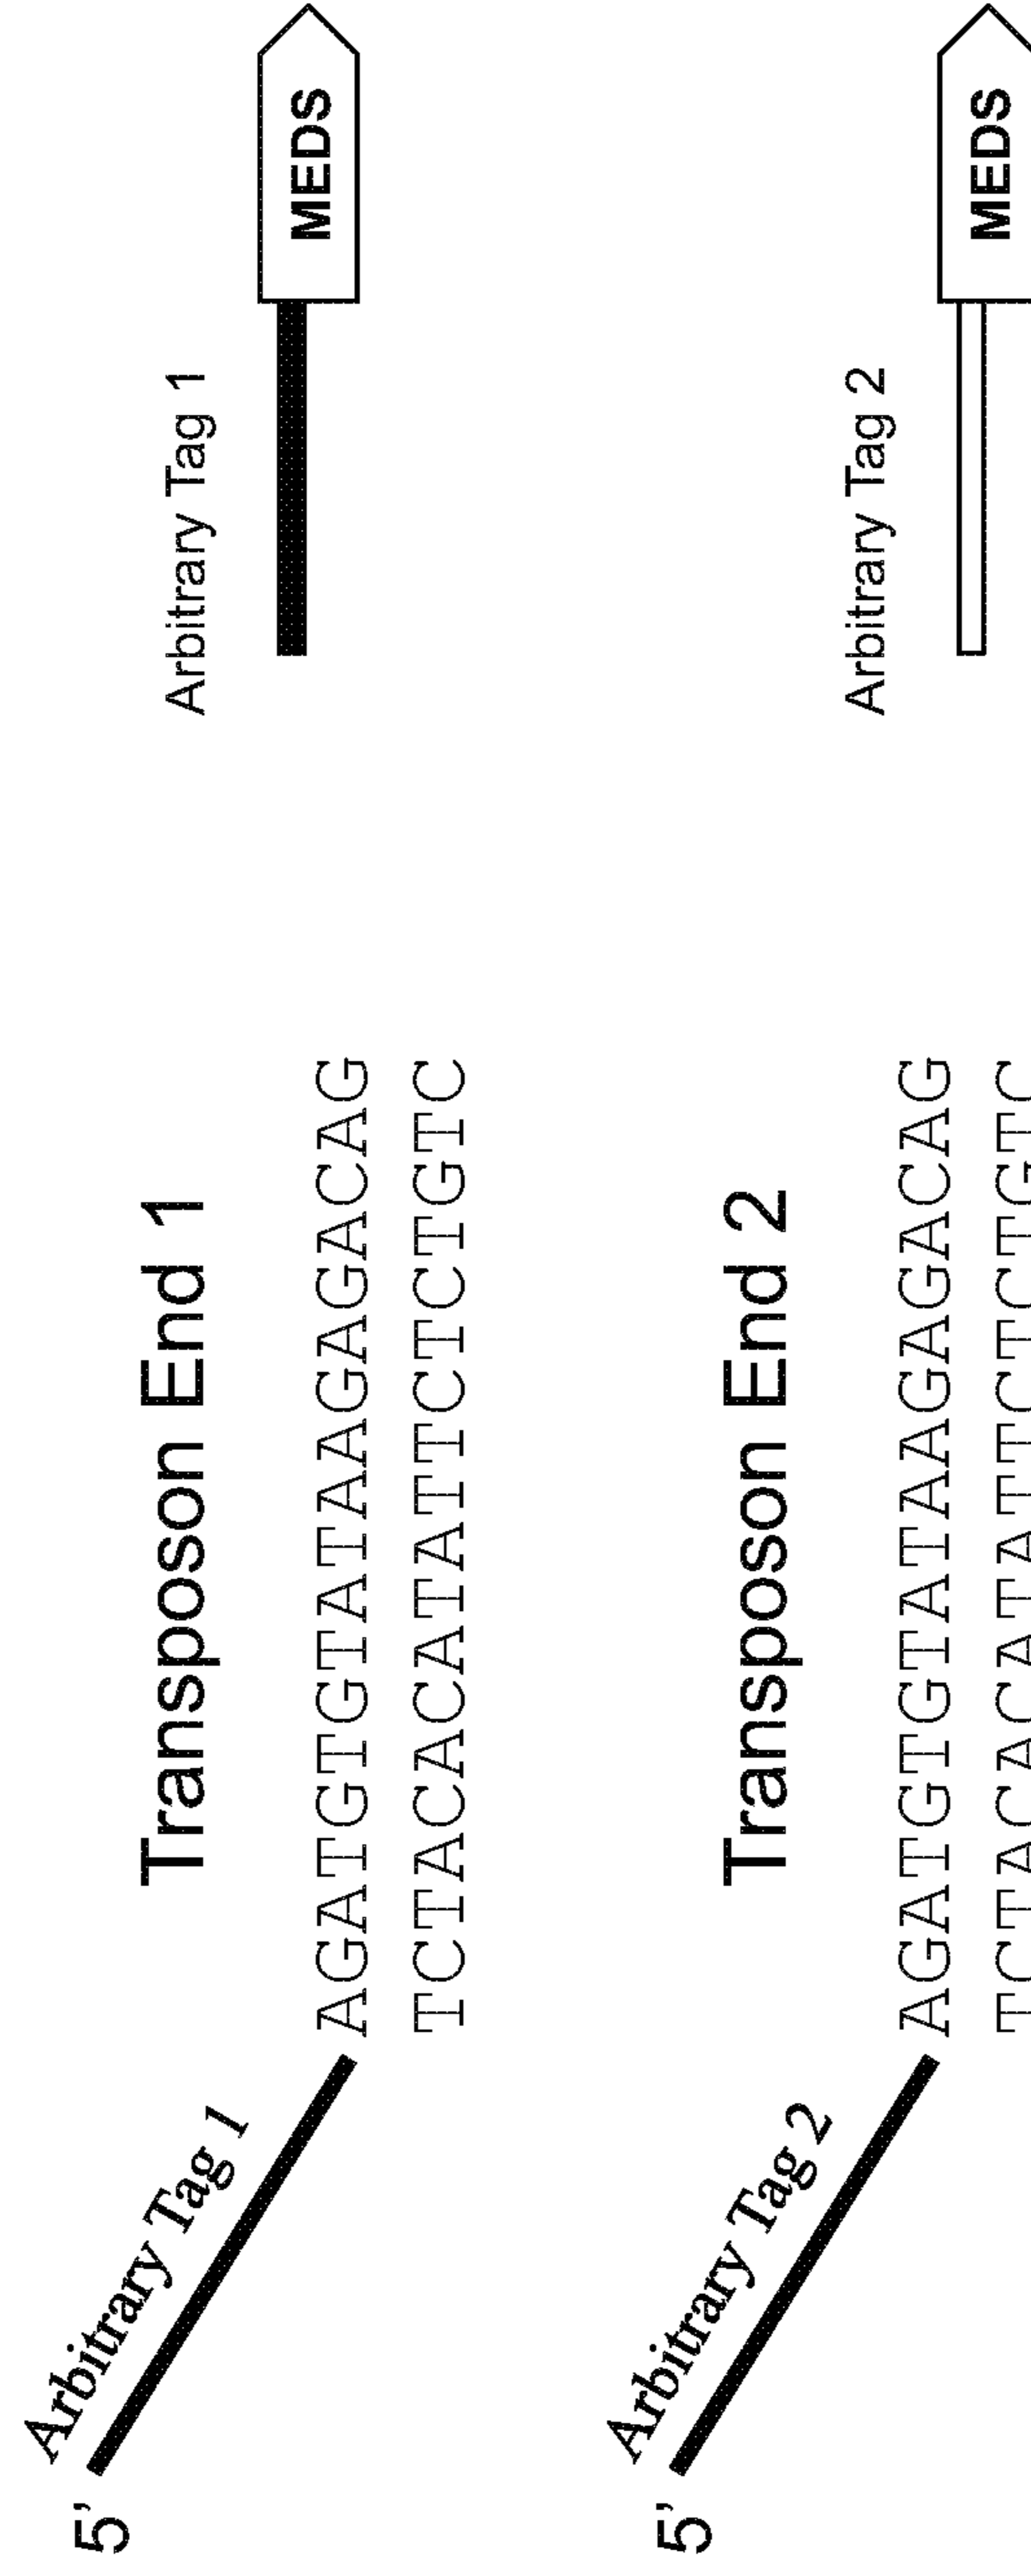 5'
Arbitrary Tag 1
Transposon End 1
AGATGTGTATAAGAGACAG
TCTACACATATTCTCTGTC
Arbitrary Tag 1
MEDS
5'
Arbitrary Tag 2
Transposon End 2
AGATGTGTATAAGAGACAG
TCTACACATATTCTCTGTC
Arbitrary Tag 2
MEDS